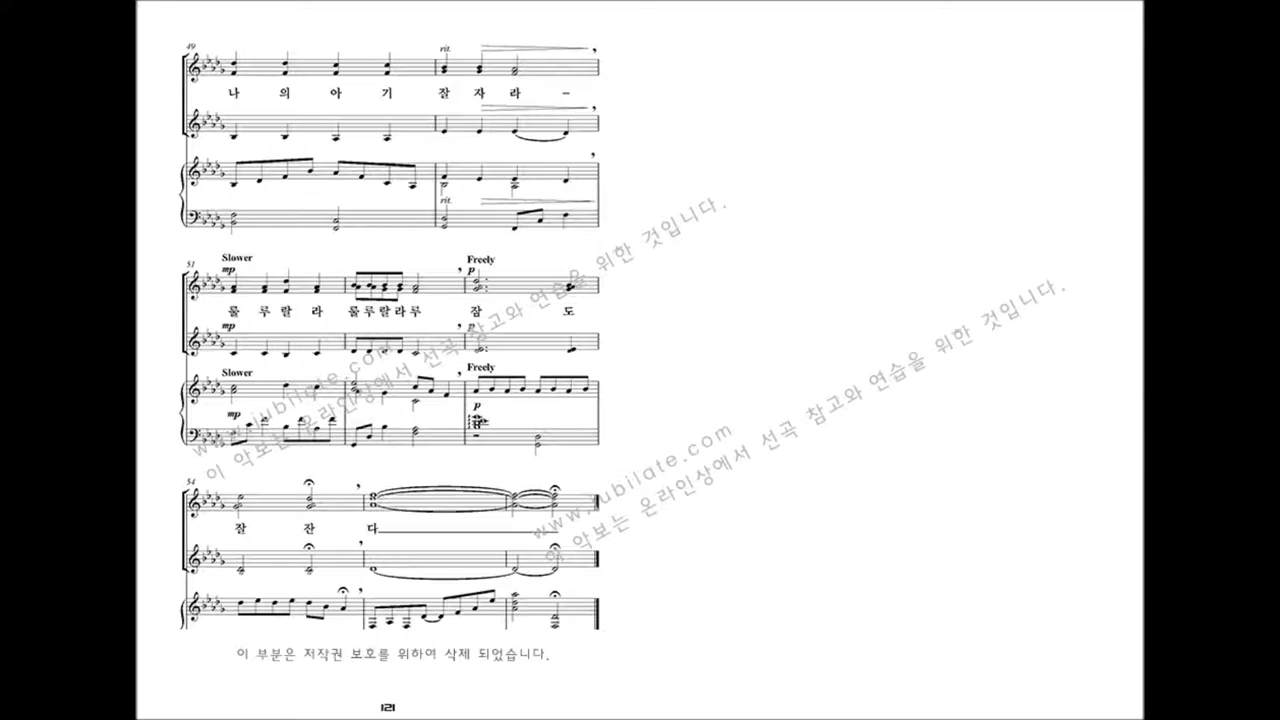 49
rit.
나 의 아 기 잘 자 라 –
rit.
51
Slower
Freely
mp
p
룰 루 랄 라 룰 루 랄 라 루 잠 도
mp
p
Slower
Freely
mp
p
54
잘 잔 다
www.jubilate.com
이 악보는 온라인상에서 선곡 참고와 연습을 위한 것입니다.
www.jubilate.com
이 악보는 온라인상에서 선곡 참고와 연습을 위한 것입니다.
이 부분은 저작권 보호를 위하여 삭제 되었습니다.
121